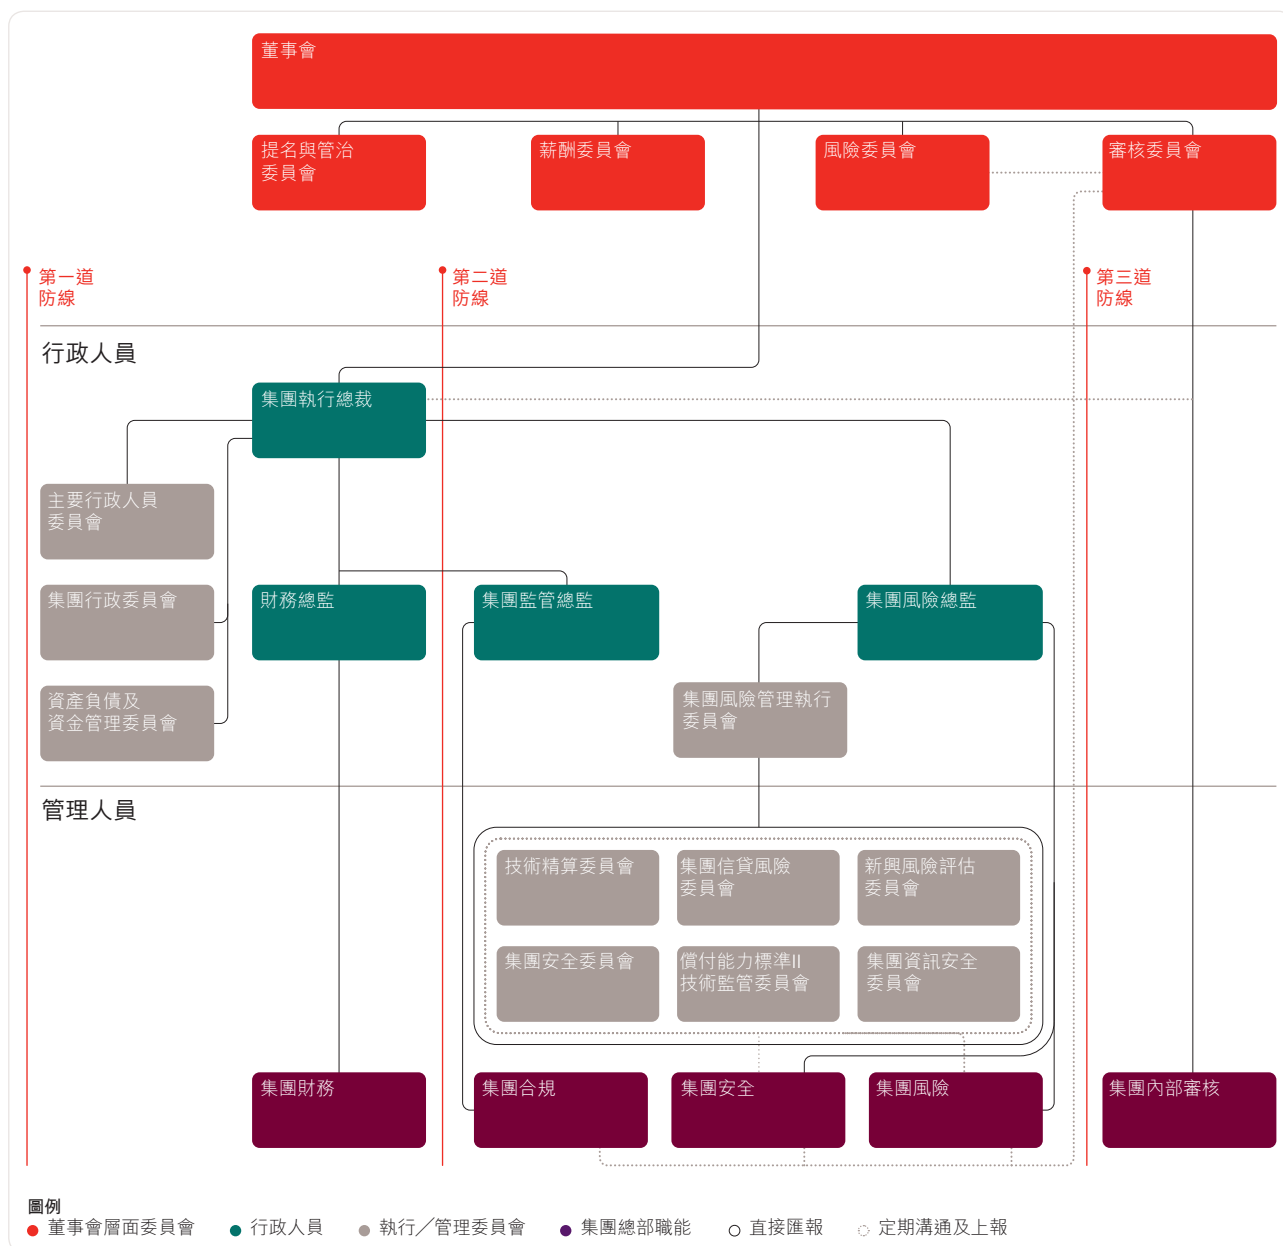 董事會
提名與管治
委員會
薪酬委員會
風險委員會
審核委員會
第一道
防線
第二道
防線
第三道
防線
行政人員
集團執行總裁
主要行政人員
委員會
集團行政委員會
財務總監
集團監管總監
集團風險總監
資產負債及
資金管理委員會
集團風險管理執行
委員會
管理人員
技術精算委員會
集團信貸風險
委員會
新興風險評估
委員會
集團安全委員會
償付能力標準II
技術監管委員會
集團資訊安全
委員會
集團財務
集團合規
集團安全
集團風險
集團內部審核
圖例
董事會層面委員會
行政人員
執行╱管理委員會
集團總部職能
直接匯報
定期溝通及上報